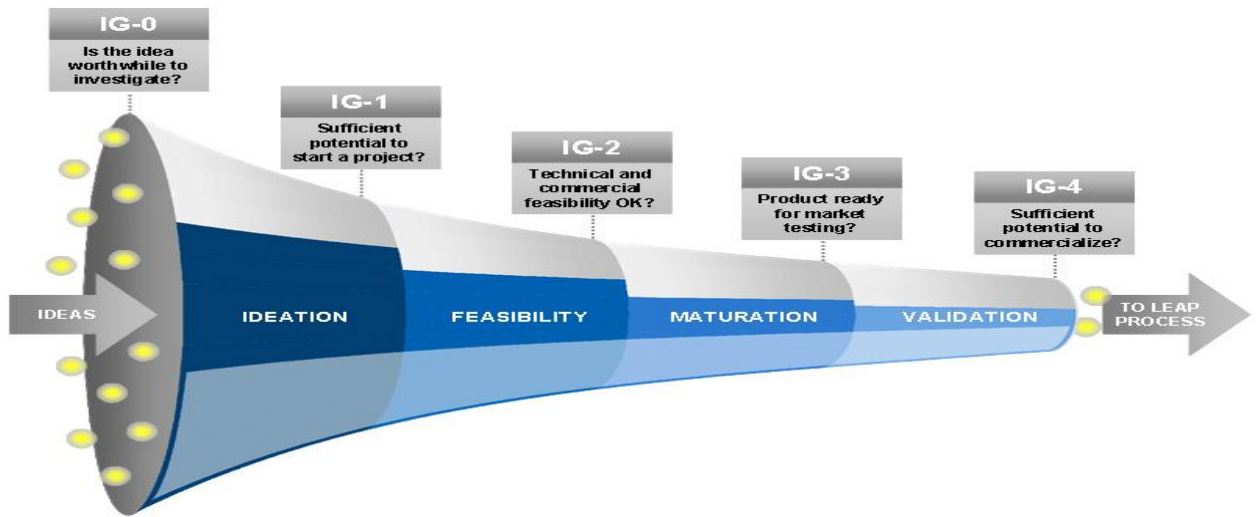 IG-0
Is the idea
worthwhile to
investigate?
IG-1
Sufficient
potential to
start a project?
IG-2
Technical and
commercial
feasibility OK?
IG-3
Product ready
for market
testing?
IG-4
Sufficient
potential to
commercialize?
IDEAS
IDEATION
FEASIBILITY
MATURATION
VALIDATION
TO LEAP
PROCESS